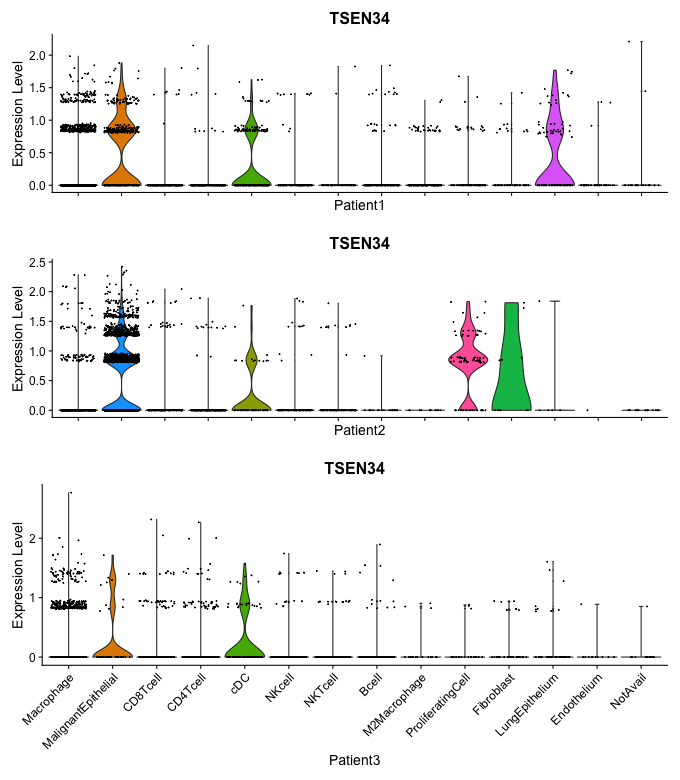 TSEN34
Expression Level
2.0
1.5
1.0
0.5
0.0
Patient1
TSEN34
Expression Level
2.5
2.0
1.5
1.0
0.5
0.0
Patient2
TSEN34
Expression Level
2
1
0
Macrophage
MalignantEpithelial
CD8Tcell
CD4Tcell
cDC
NKcell
NKTcell
Bcell
M2Macrophage
ProliferatingCell
Fibroblast
LungEpithelium
Endothelium
NotAvail
Patient3